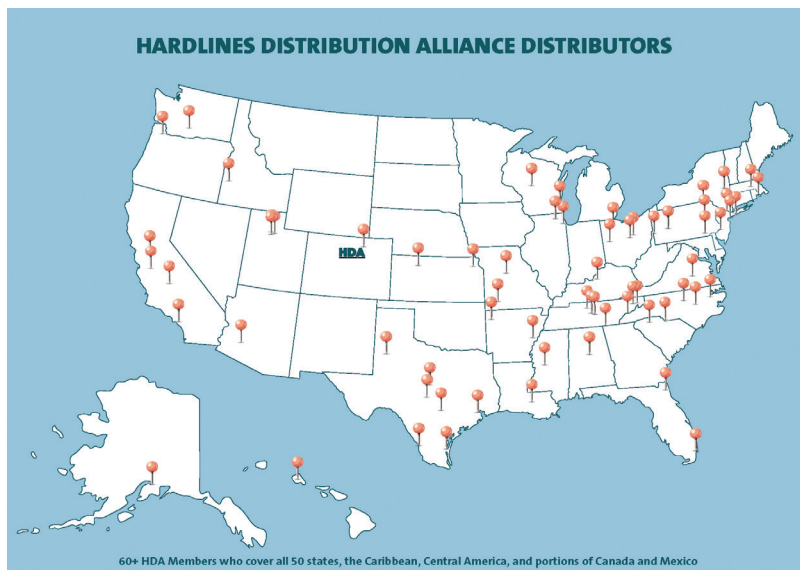 HARDLINES DISTRIBUTION ALLIANCE DISTRIBUTORS
HDA
60+ HDA Members who cover all 50 states, the Caribbean, Central America, and portions of Canada and Mexico